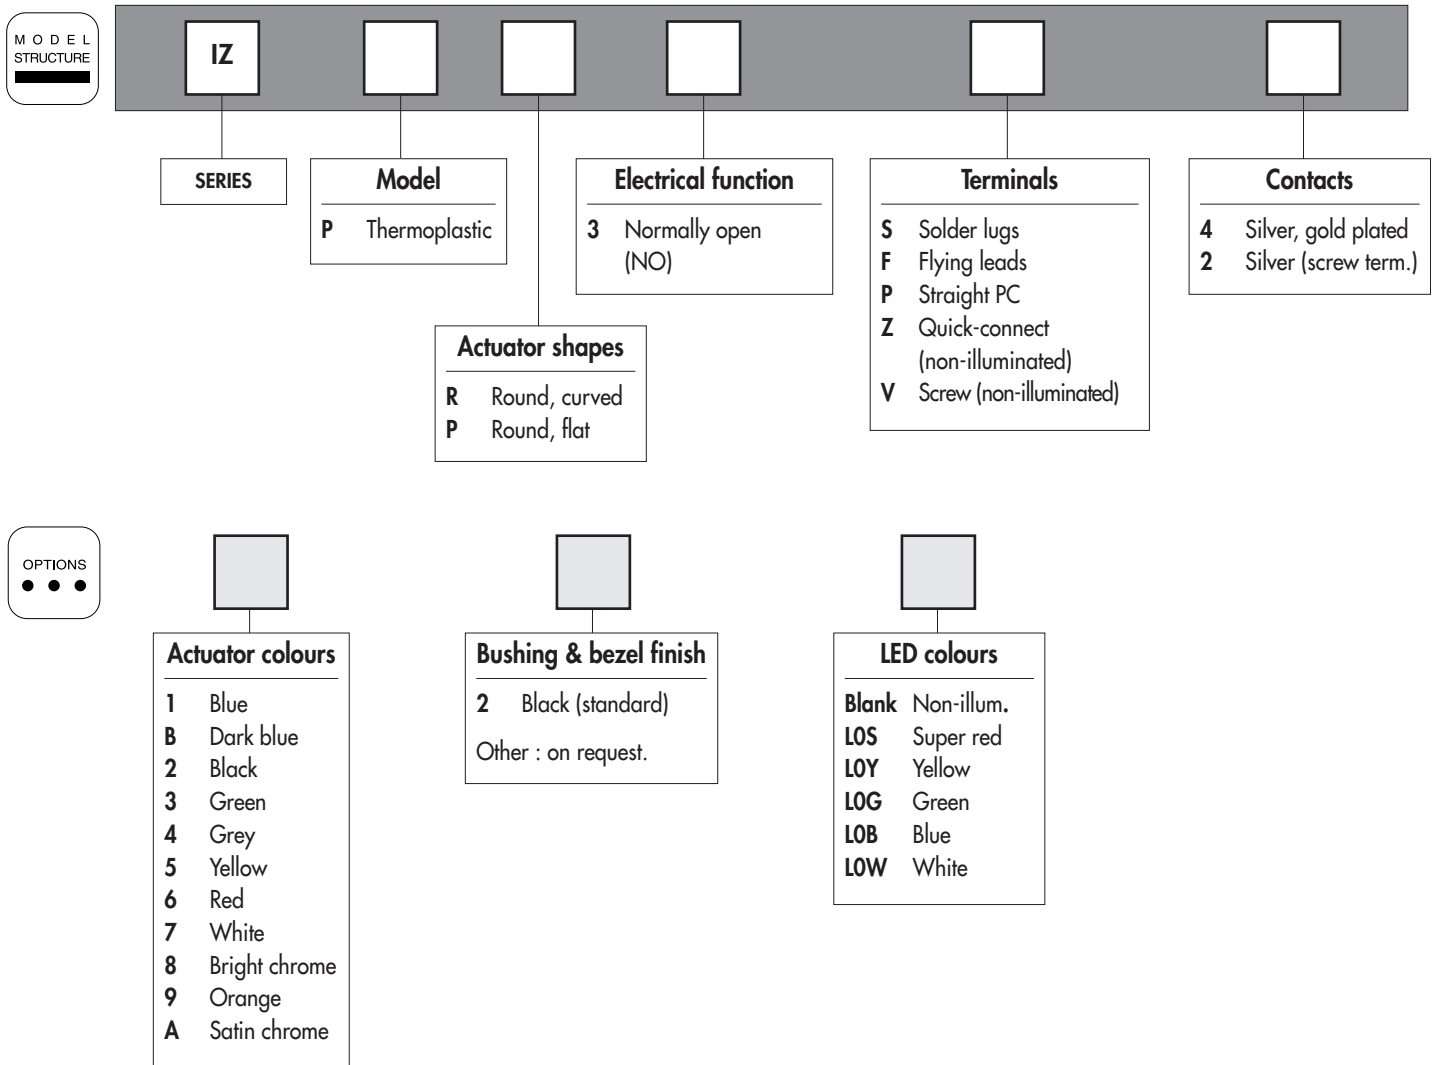 MODEL
STRUCTURE
IZ
SERIES
Model
P Thermoplastic
Actuator shapes
R Round, curved
P Round, flat
Electrical function
3 Normally open
(NO)
Terminals
S Solder lugs
F Flying leads
P Straight PC
Z Quick-connect
(non-illuminated)
V Screw (non-illuminated)
Contacts
4 Silver, gold plated
2 Silver (screw term.)
OPTIONS
Actuator colours
1 Blue
B Dark blue
2 Black
3 Green
4 Grey
5 Yellow
6 Red
7 White
8 Bright chrome
9 Orange
A Satin chrome
Bushing & bezel finish
2 Black (standard)
Other : on request.
LED colours
Blank Non-illum.
L0S Super red
L0Y Yellow
L0G Green
L0B Blue
L0W White